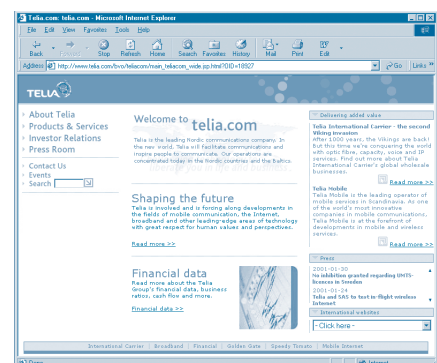 Telia.com: telia.com - Microsoft Internet Explorer
File Edit View Favorites Tools Help
Back Forward Stop Refresh Home Search Favorites History Mail Print Edit
Address http://www.telia.com/bvo/teliacom/main_teliacom_wide.jsp.html?OID=18927 Go Links
TELIA
About Telia
Products & Services
Investor Relations
Press Room
Contact Us
Events
Search
Welcome to telia.com
Telia is the leading Nordic communications company. In
the new world, Telia will facilitate communications and
inspire people to communicate. Our operations are
concentrated today in the Nordic countries and the Baltics.
Shaping the future
Telia is involved and is forging along developments in
the fields of mobile communication, the Internet,
broadband and other leading-edge areas of technology
with great respect for human values and perspectives.
Read more >>
Financial data
Read more about the Telia
Group's financial data, business
ratios, cash flow and more.
Financial data >>
Delivering added value
Telia International Carrier - the second
Viking invasion
After 1000 years, the Vikings are back!
But this time we're conquering the world
with optic fibre, capacity, voice and IP
services. Find out more about Telia
International Carrier's global wholesale
businesses.
Read more >>
Telia Mobile
Telia Mobile is the leading operator of
mobile services in Scandinavia. As one
of the world's most innovative
companies in mobile communications,
Telia Mobile is at the forefront of
developments in mobile and wireless
services.
Read more >>
Press
2001-01-30
No inhibition granted regarding UMTS-
licences in Sweden
2001-01-24
Telia and SAS to test in-flight wireless
Internet
International websites
- Click here -
International Carrier | Broadband | Financial | Golden Gate | Speedy Tomato | Mobile Internet
Internet